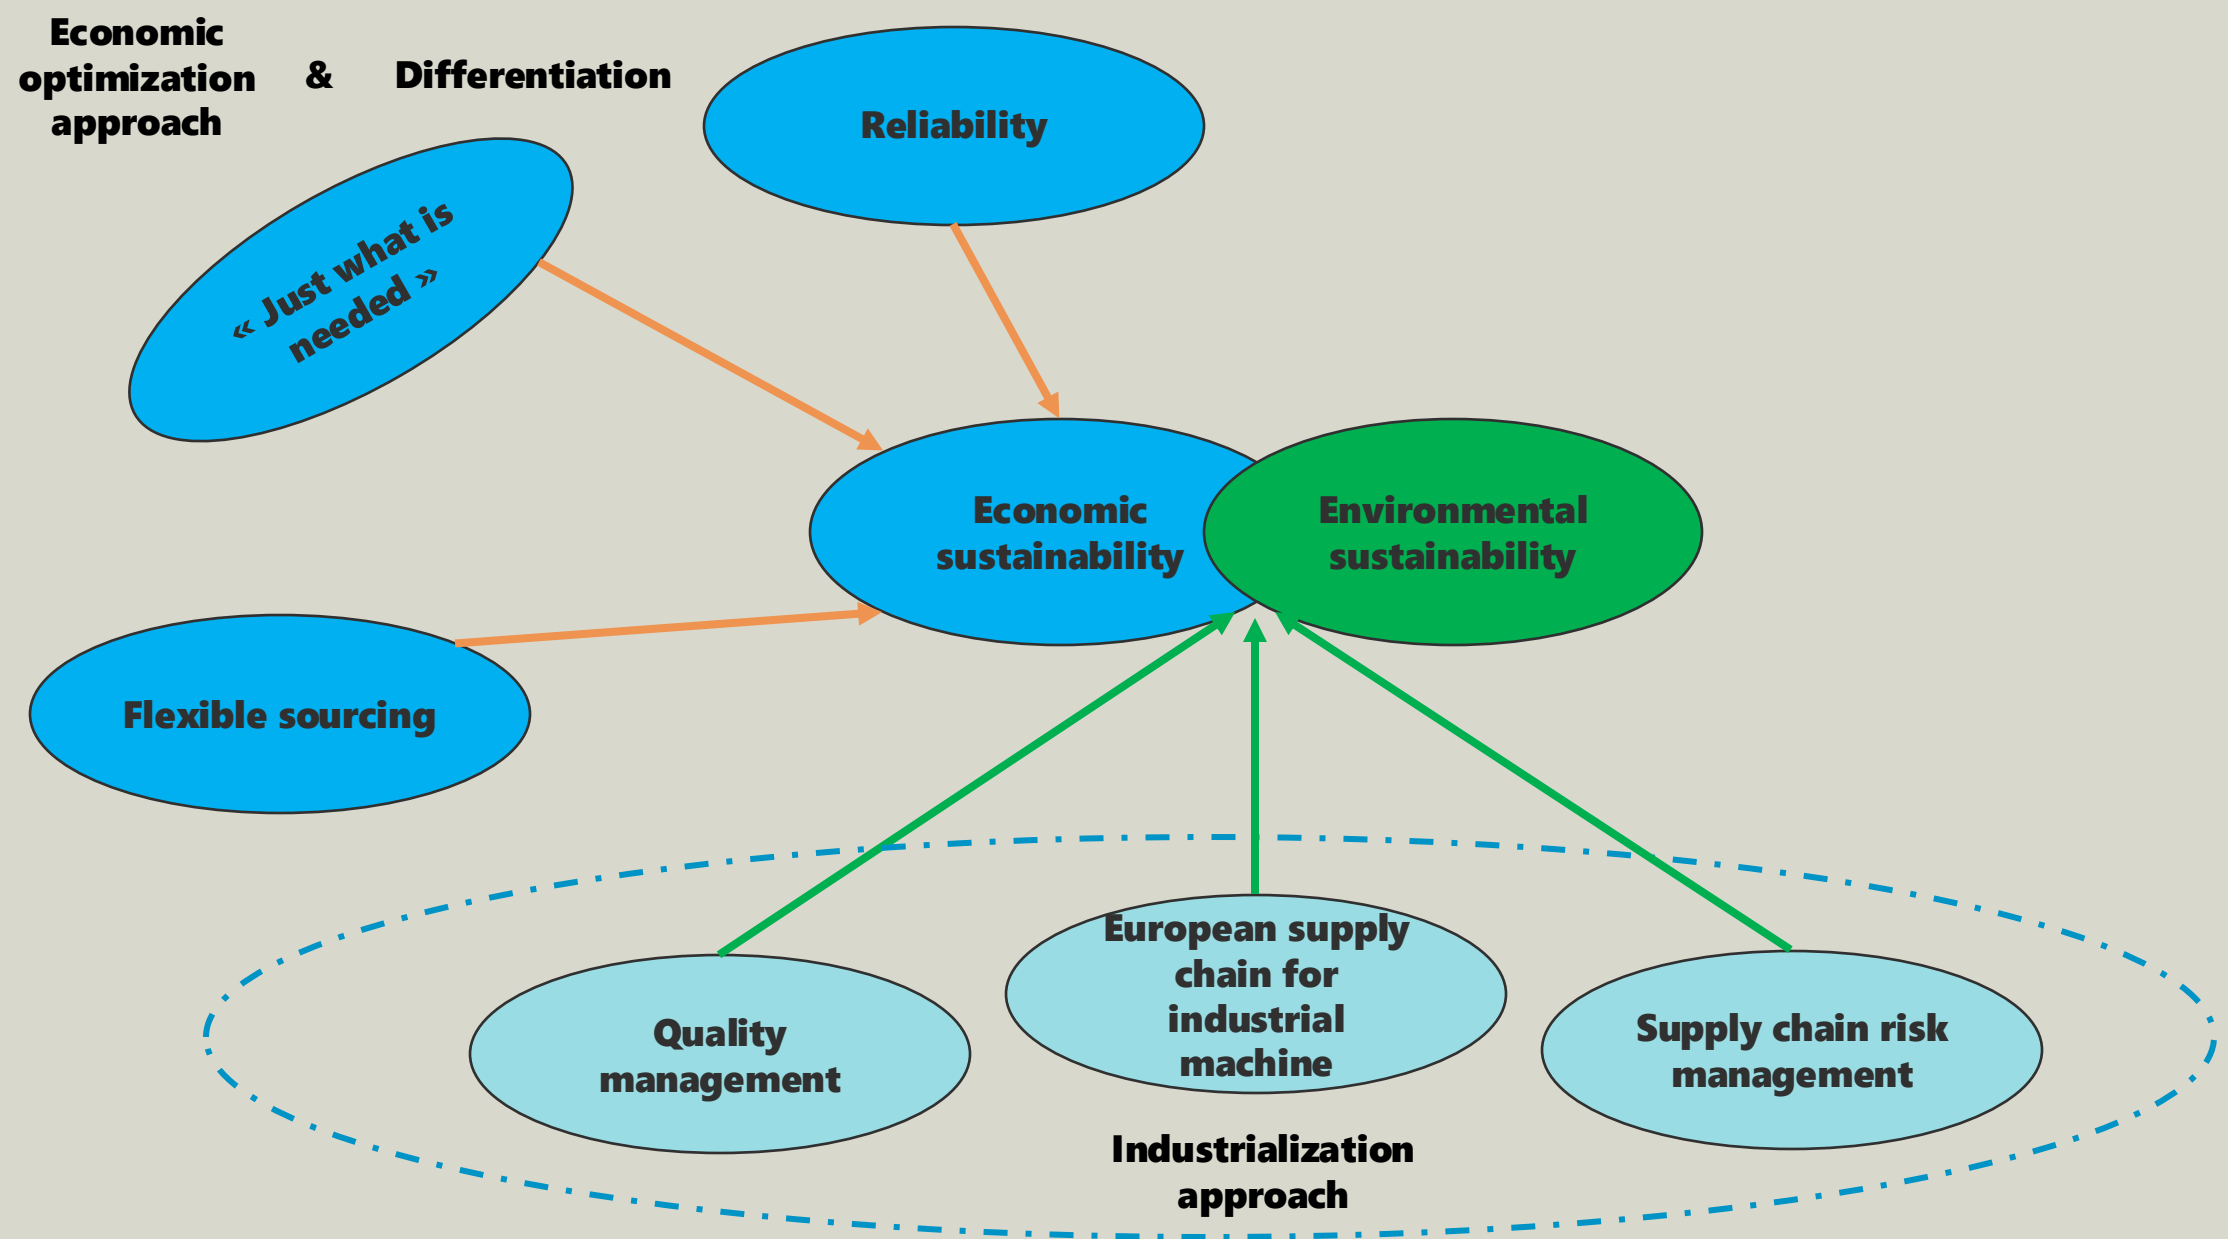 Economic
optimization
approach
&
Differentiation
Reliability
« Just what is
needed »
Economic
sustainability
Environmental
sustainability
Flexible sourcing
Quality
management
European supply
chain for
industrial
machine
Supply chain risk
management
Industrialization
approach